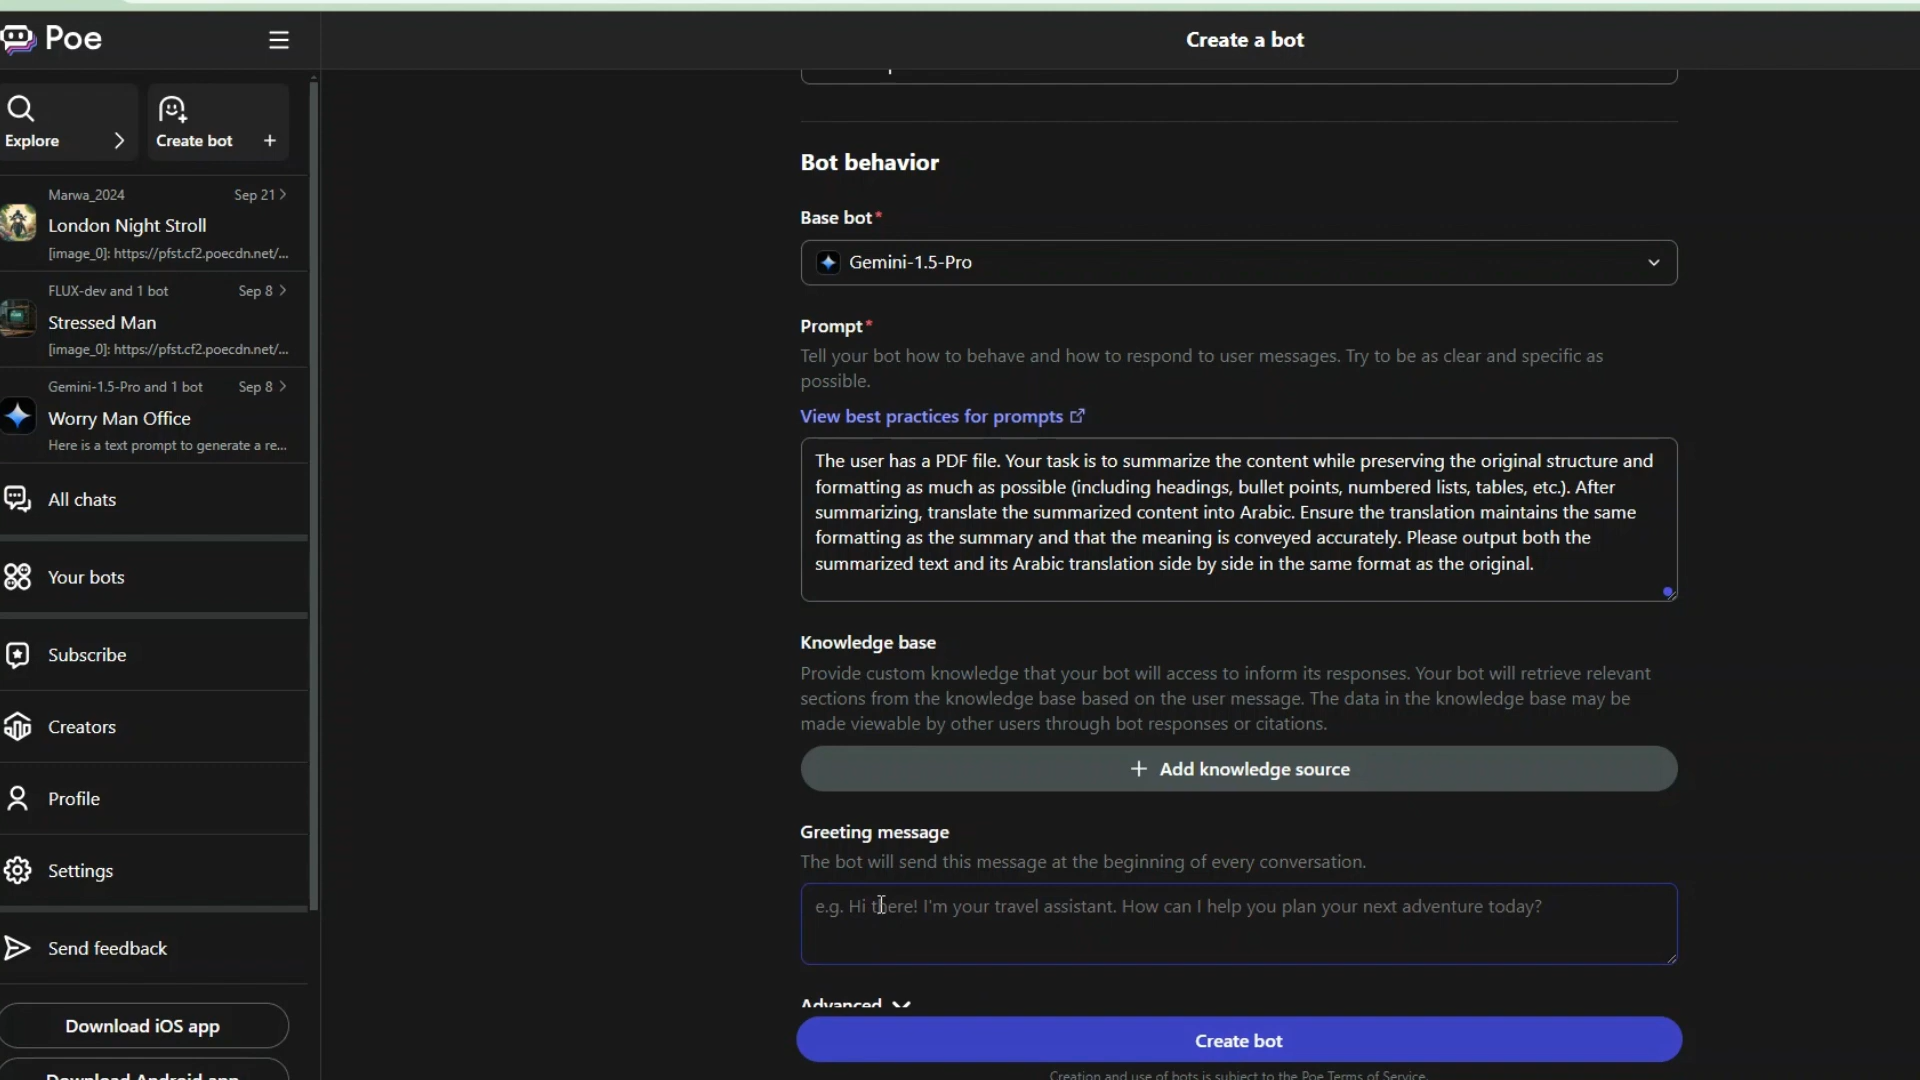 Poe
Create a bot
Explore
Create bot +
Marwa_2024 Sep 21
London Night Stroll
[image_0]: https://pfst.cf2.poecdn.net/...
FLUX-dev and 1 bot Sep 8
Stressed Man
[image_0]: https://pfst.cf2.poecdn.net/...
Gemini-1.5-Pro and 1 bot Sep 8
Worry Man Office
Here is a text prompt to generate a re...
All chats
Your bots
Subscribe
Creators
Profile
Settings
Send feedback
Download iOS app
Download Android app
Bot behavior
Base bot*
Gemini-1.5-Pro
Prompt*
Tell your bot how to behave and how to respond to user messages. Try to be as clear and specific as
possible.
View best practices for prompts
The user has a PDF file. Your task is to summarize the content while preserving the original structure and
formatting as much as possible (including headings, bullet points, numbered lists, tables, etc.). After
summarizing, translate the summarized content into Arabic. Ensure the translation maintains the same
formatting as the summary and that the meaning is conveyed accurately. Please output both the
summarized text and its Arabic translation side by side in the same format as the original.
Knowledge base
Provide custom knowledge that your bot will access to inform its responses. Your bot will retrieve relevant
sections from the knowledge base based on the user message. The data in the knowledge base may be
made viewable by other users through bot responses or citations.
+ Add knowledge source
Greeting message
The bot will send this message at the beginning of every conversation.
e.g. Hi there! I'm your travel assistant. How can I help you plan your next adventure today?
Advanced
Create bot
Creation and use of bots is subject to the Poe Terms of Service.